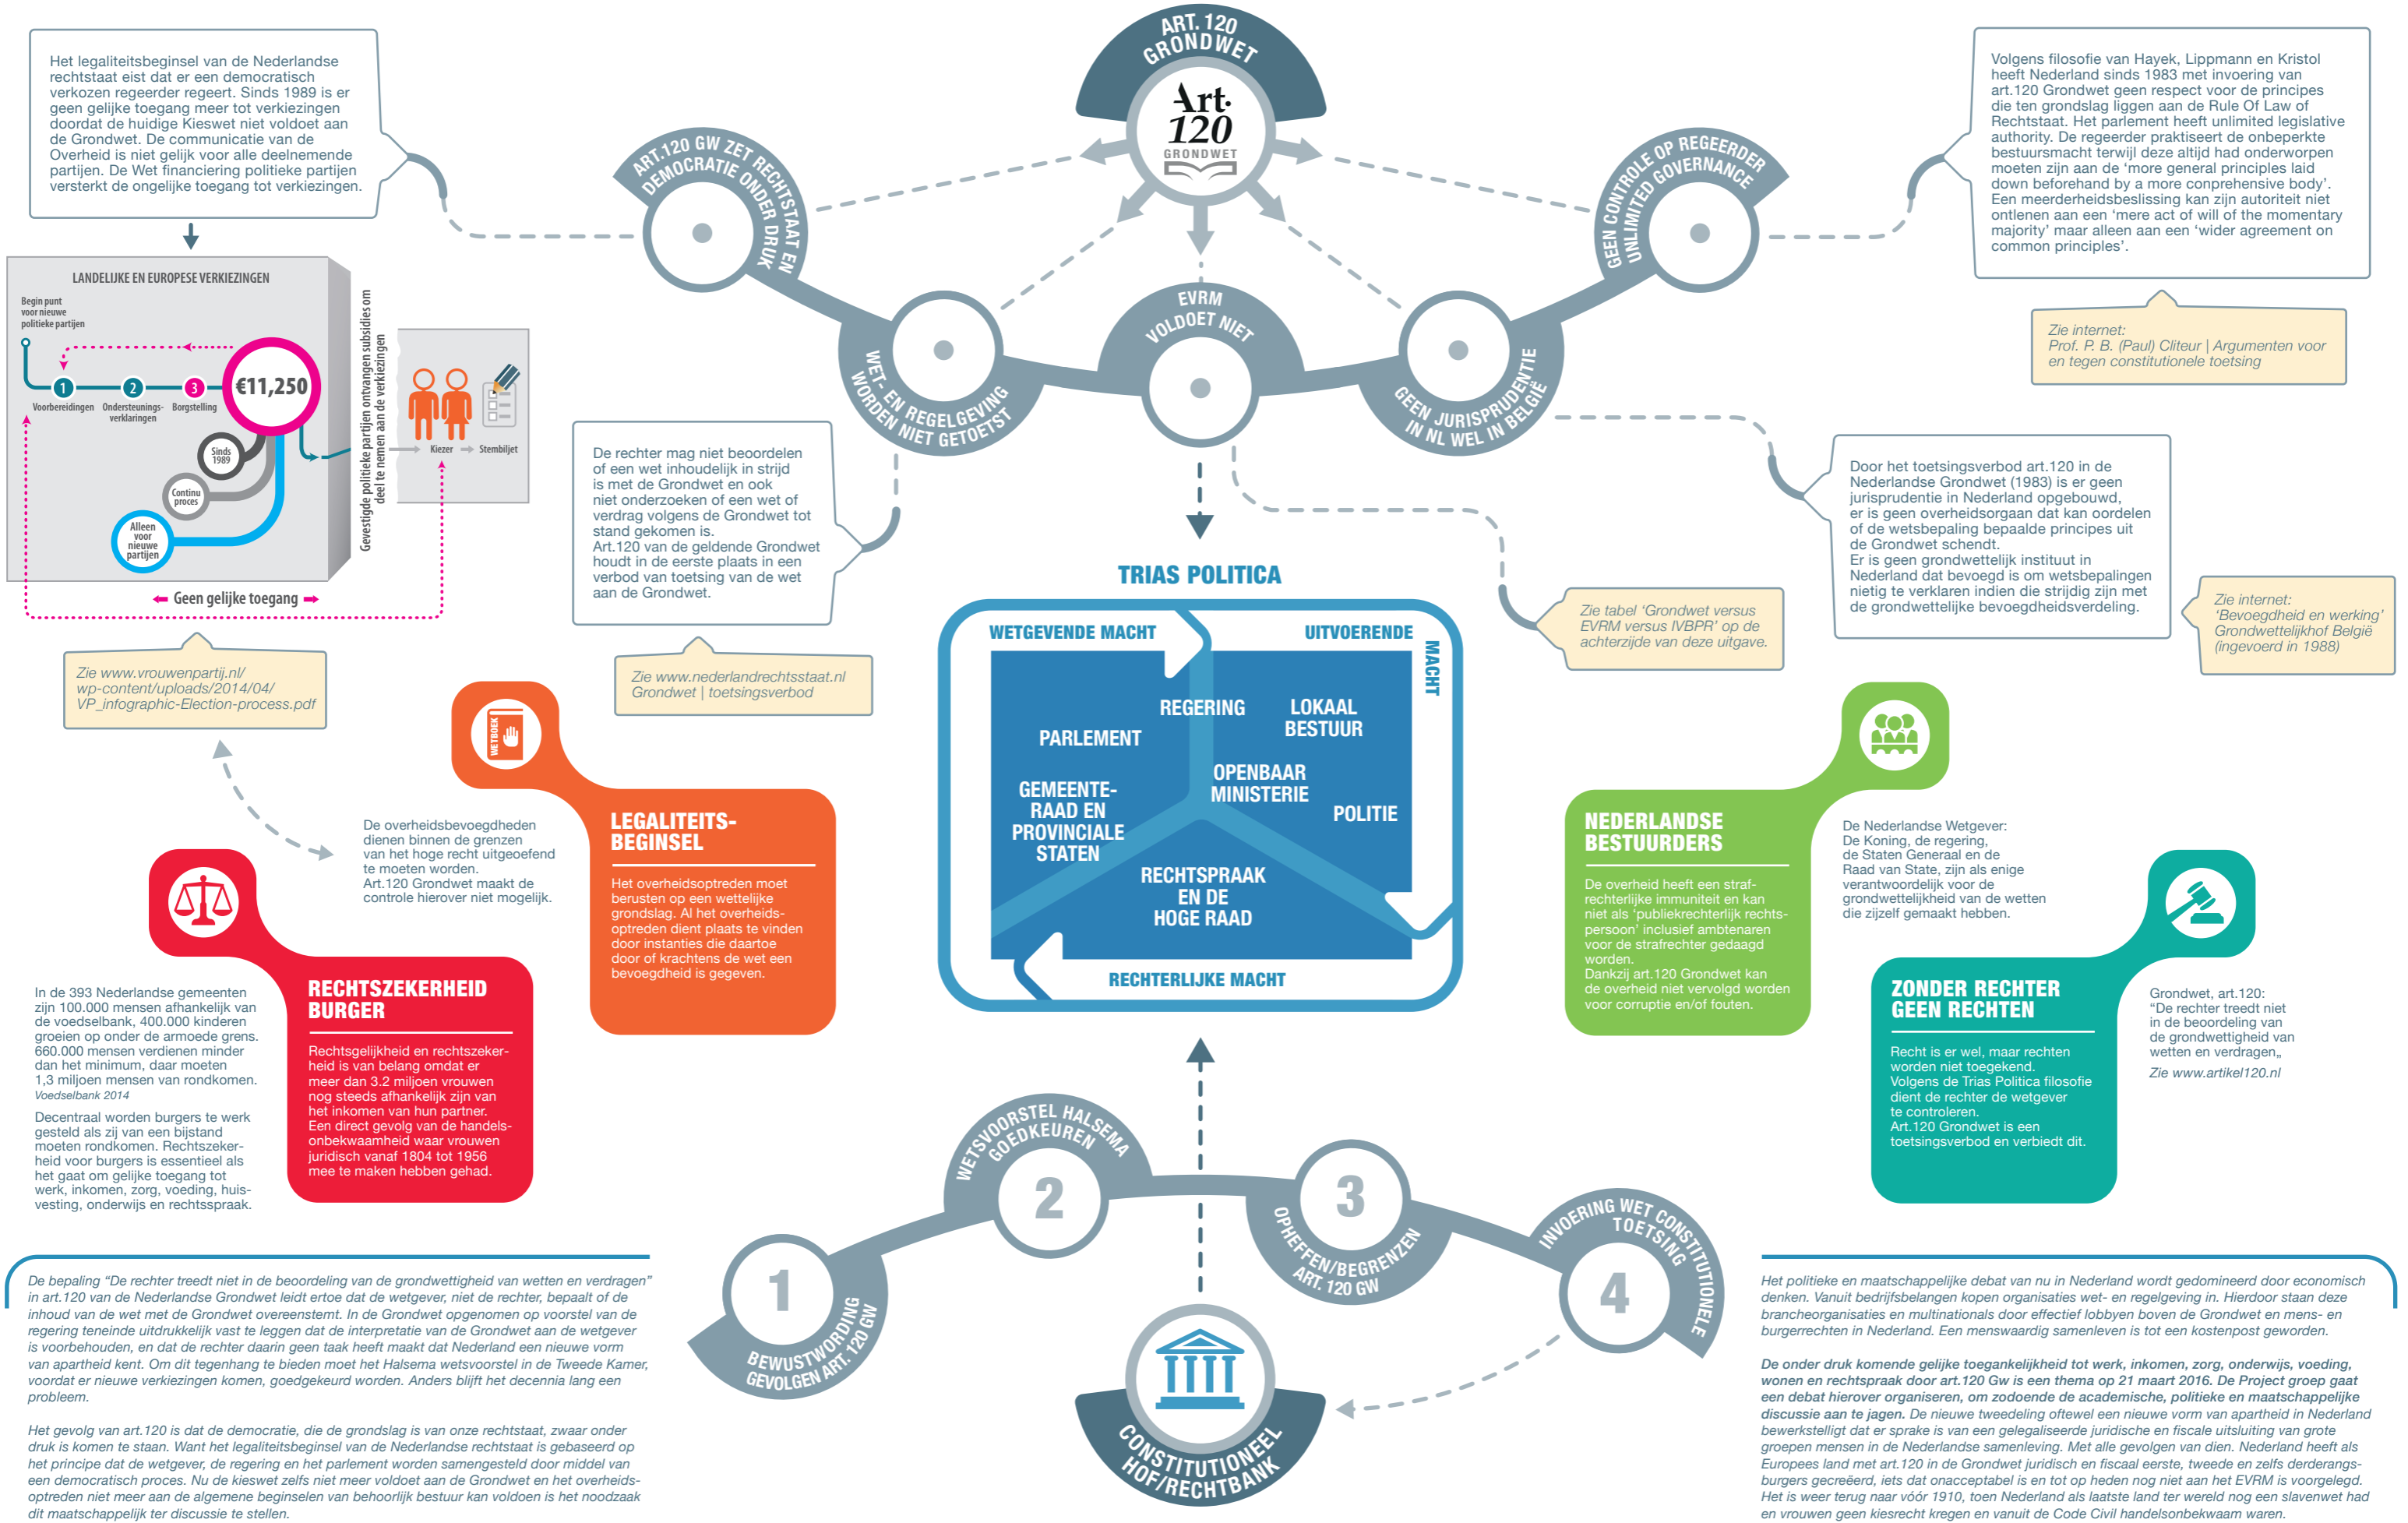 ART. 120
GRONDWET
Art.
120
GRONDWET
Het legaliteitsbeginsel van de Nederlandse
rechtstaat eist dat er een democratisch
verkozen regeerder regeert. Sinds 1989 is er
geen gelijke toegang meer tot verkiezingen
doordat de huidige Kieswet niet voldoet aan
de Grondwet. De communicatie van de
Overheid is niet gelijk voor alle deelnemende
partijen. De Wet financiering politieke partijen
versterkt de ongelijke toegang tot verkiezingen.
ART.120 GW ZET RECHTSTAAT EN
DEMOCRATIE ONDER DRUK
WET- EN REGELGEVING
WORDEN NIET GETOETST
EVRM
VOLDOET NIET
GEEN JURISPRUDENTIE
IN NL WEL IN BELGIË
GEEN CONTROLE OP REGEERDER
UNLIMITED GOVERNANCE
Volgens filosofie van Hayek, Lippmann en Kristol
heeft Nederland sinds 1983 met invoering van
art.120 Grondwet geen respect voor de principes
die ten grondslag liggen aan de Rule Of Law of
Rechtstaat. Het parlement heeft unlimited legislative
authority. De regeerder praktiseert de onbeperkte
bestuursmacht terwijl deze altijd had onderworpen
moeten zijn aan de ‘more general principles laid
down beforehand by a more conprehensive body’.
Een meerderheidsbeslissing kan zijn autoriteit niet
ontlenen aan een ‘mere act of will of the momentary
majority’ maar alleen aan een ‘wider agreement on
common principles’.
Zie internet:
Prof. P. B. (Paul) Cliteur | Argumenten voor
en tegen constitutionele toetsing
LANDELIJKE EN EUROPESE VERKIEZINGEN
Begin punt
voor nieuwe
politieke partijen
1
2
3
€11,250
Voorbereidingen
Ondersteunings-
verklaringen
Borgstelling
Sinds
1989
Continu
proces
Alleen
voor
nieuwe
partijen
Gevestigde politieke partijen ontvangen subsidies om
deel te nemen aan de verkiezingen
Kiezer
Stembiljet
Geen gelijke toegang
Zie www.vrouwenpartij.nl/
wp-content/uploads/2014/04/
VP_infographic-Election-process.pdf
De rechter mag niet beoordelen
of een wet inhoudelijk in strijd
is met de Grondwet en ook
niet onderzoeken of een wet of
verdrag volgens de Grondwet tot
stand gekomen is.
Art.120 van de geldende Grondwet
houdt in de eerste plaats in een
verbod van toetsing van de wet
aan de Grondwet.
Zie www.nederlandrechtsstaat.nl
Grondwet | toetsingsverbod
Door het toetsingsverbod art.120 in de
Nederlandse Grondwet (1983) is er geen
jurisprudentie in Nederland opgebouwd,
er is geen overheidsorgaan dat kan oordelen
of de wetsbepaling bepaalde principes uit
de Grondwet schendt.
Er is geen grondwettelijk instituut in
Nederland dat bevoegd is om wetsbepalingen
nietig te verklaren indien die strijdig zijn met
de grondwettelijke bevoegdheidsverdeling.
Zie tabel ‘Grondwet versus
EVRM versus IVBPR’ op de
achterzijde van deze uitgave.
Zie internet:
‘Bevoegdheid en werking’
Grondwettelijkhof België
(ingevoerd in 1988)
TRIAS POLITICA
WETGEVENDE MACHT
UITVOERENDE
MACHT
REGERING
LOKAAL
BESTUUR
PARLEMENT
OPENBAAR
MINISTERIE
GEMEENTE-
RAAD EN
PROVINCIALE
STATEN
POLITIE
RECHTSPRAAK
EN DE
HOGE RAAD
RECHTERLIJKE MACHT
De overheidsbevoegdheden
dienen binnen de grenzen
van het hoge recht uitgeoefend
te moeten worden.
Art.120 Grondwet maakt de
controle hierover niet mogelijk.
WETBOEK
LEGALITEITS-
BEGINSEL
Het overheidsoptreden moet
berusten op een wettelijke
grondslag. Al het overheids-
optreden dient plaats te vinden
door instanties die daartoe
door of krachtens de wet een
bevoegdheid is gegeven.
In de 393 Nederlandse gemeenten
zijn 100.000 mensen afhankelijk van
de voedselbank, 400.000 kinderen
groeien op onder de armoede grens.
660.000 mensen verdienen minder
dan het minimum, daar moeten
1,3 miljoen mensen van rondkomen.
Voedselbank 2014
Decentraal worden burgers te werk
gesteld als zij van een bijstand
moeten rondkomen. Rechtszeker-
heid voor burgers is essentieel als
het gaat om gelijke toegang tot
werk, inkomen, zorg, voeding, huis-
vesting, onderwijs en rechtsspraak.
RECHTSZEKERHEID
BURGER
Rechtsgelijkheid en rechtszeker-
heid is van belang omdat er
meer dan 3.2 miljoen vrouwen
nog steeds afhankelijk zijn van
het inkomen van hun partner.
Een direct gevolg van de handels-
onbekwaamheid waar vrouwen
juridisch vanaf 1804 tot 1956
mee te maken hebben gehad.
NEDERLANDSE
BESTUURDERS
De overheid heeft een straf-
rechterlijke immuniteit en kan
niet als ‘publiekrechterlijk rechts-
persoon’ inclusief ambtenaren
voor de strafrechter gedaagd
worden.
Dankzij art.120 Grondwet kan
de overheid niet vervolgd worden
voor corruptie en/of fouten.
De Nederlandse Wetgever:
De Koning, de regering,
de Staten Generaal en de
Raad van State, zijn als enige
verantwoordelijk voor de
grondwettelijkheid van de wetten
die zijzelf gemaakt hebben.
ZONDER RECHTER
GEEN RECHTEN
Recht is er wel, maar rechten
worden niet toegekend.
Volgens de Trias Politica filosofie
dient de rechter de wetgever
te controleren.
Art.120 Grondwet is een
toetsingsverbod en verbiedt dit.
Grondwet, art.120:
“De rechter treedt niet
in de beoordeling van
de grondwettigheid van
wetten en verdragen„
Zie www.artikel120.nl
1
BEWUSTWORDING
GEVOLGEN ART. 120 GW
2
WETSVOORSTEL HALSEMA
GOEDKEUREN
3
OPHEFFEN/BEGRENZEN
ART. 120 GW
4
INVOERING WET CONSTITUTIONELE
TOETSING
CONSTITUTIONEEL
HOF/RECHTBANK
De bepaling “De rechter treedt niet in de beoordeling van de grondwettigheid van wetten en verdragen”
in art.120 van de Nederlandse Grondwet leidt ertoe dat de wetgever, niet de rechter, bepaalt of de
inhoud van de wet met de Grondwet overeenstemt. In de Grondwet opgenomen op voorstel van de
regering teneinde uitdrukkelijk vast te leggen dat de interpretatie van de Grondwet aan de wetgever
is voorbehouden, en dat de rechter daarin geen taak heeft maakt dat Nederland een nieuwe vorm
van apartheid kent. Om dit tegenhang te bieden moet het Halsema wetsvoorstel in de Tweede Kamer,
voordat er nieuwe verkiezingen komen, goedgekeurd worden. Anders blijft het decennia lang een
probleem.
Het gevolg van art.120 is dat de democratie, die de grondslag is van onze rechtstaat, zwaar onder
druk is komen te staan. Want het legaliteitsbeginsel van de Nederlandse rechtstaat is gebaseerd op
het principe dat de wetgever, de regering en het parlement worden samengesteld door middel van
een democratisch proces. Nu de kieswet zelfs niet meer voldoet aan de Grondwet en het overheids-
optreden niet meer aan de algemene beginselen van behoorlijk bestuur kan voldoen is het noodzaak
dit maatschappelijk ter discussie te stellen.
Het politieke en maatschappelijke debat van nu in Nederland wordt gedomineerd door economisch
denken. Vanuit bedrijfsbelangen kopen organisaties wet- en regelgeving in. Hierdoor staan deze
brancheorganisaties en multinationals door effectief lobbyen boven de Grondwet en mens- en
burgerrechten in Nederland. Een menswaardig samenleven is tot een kostenpost geworden.
De onder druk komende gelijke toegankelijkheid tot werk, inkomen, zorg, onderwijs, voeding,
wonen en rechtspraak door art.120 Gw is een thema op 21 maart 2016. De Project groep gaat
een debat hierover organiseren, om zodoende de academische, politieke en maatschappelijke
discussie aan te jagen. De nieuwe tweedeling oftewel een nieuwe vorm van apartheid in Nederland
bewerkstelligt dat er sprake is van een gelegaliseerde juridische en fiscale uitsluiting van grote
groepen mensen in de Nederlandse samenleving. Met alle gevolgen van dien. Nederland heeft als
Europees land met art.120 in de Grondwet juridisch en fiscaal eerste, tweede en zelfs derderangs-
burgers gecreëerd, iets dat onacceptabel is en tot op heden nog niet aan het EVRM is voorgelegd.
Het is weer terug naar vóór 1910, toen Nederland als laatste land ter wereld nog een slavenwet had
en vrouwen geen kiesrecht kregen en vanuit de Code Civil handelsonbekwaam waren.